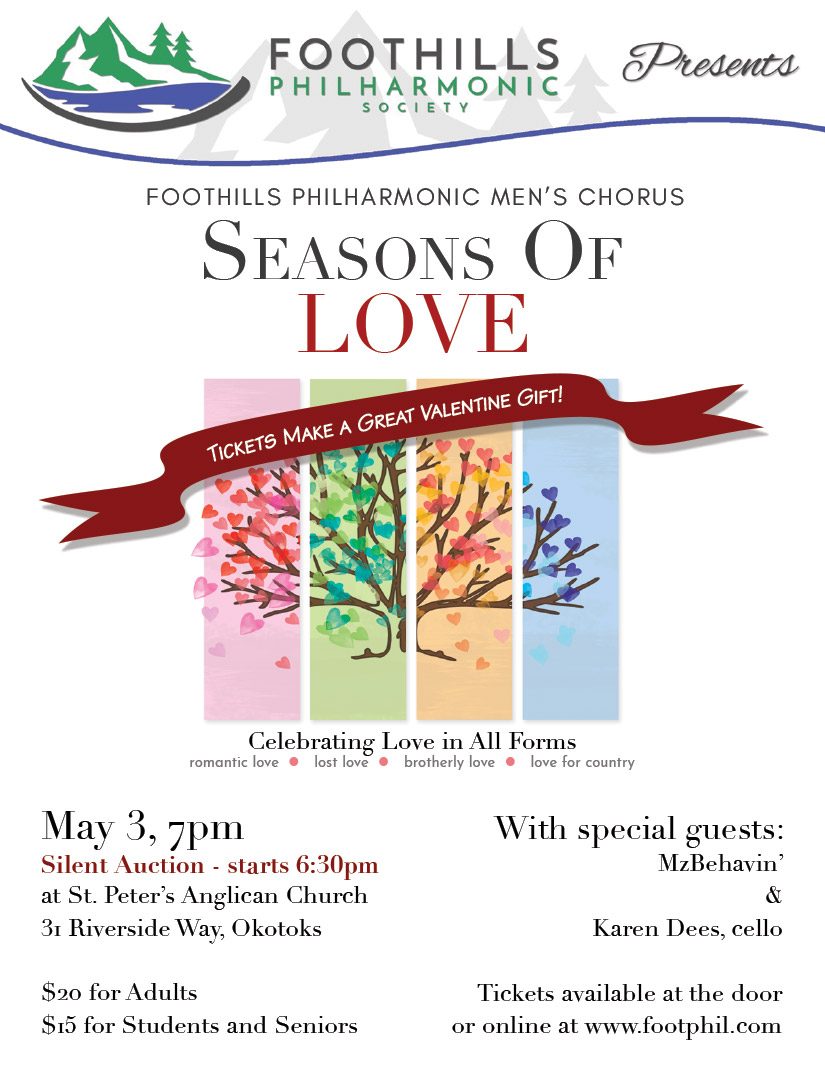 FOOTHILLS
PHILHARMONIC
SOCIETY
Presents
FOOTHILLS PHILHARMONIC MEN'S CHORUS
SEASONS OF
LOVE
TICKETS MAKE A GREAT VALENTINE GIFT!
Celebrating Love in All Forms
romantic love ● lost love ● brotherly love ● love for country
May 3, 7pm
Silent Auction - starts 6:30pm
at St. Peter's Anglican Church
31 Riverside Way, Okotoks
$20 for Adults
$15 for Students and Seniors
With special guests:
MzBehavin'
&
Karen Dees, cello
Tickets available at the door
or online at www.footphil.com